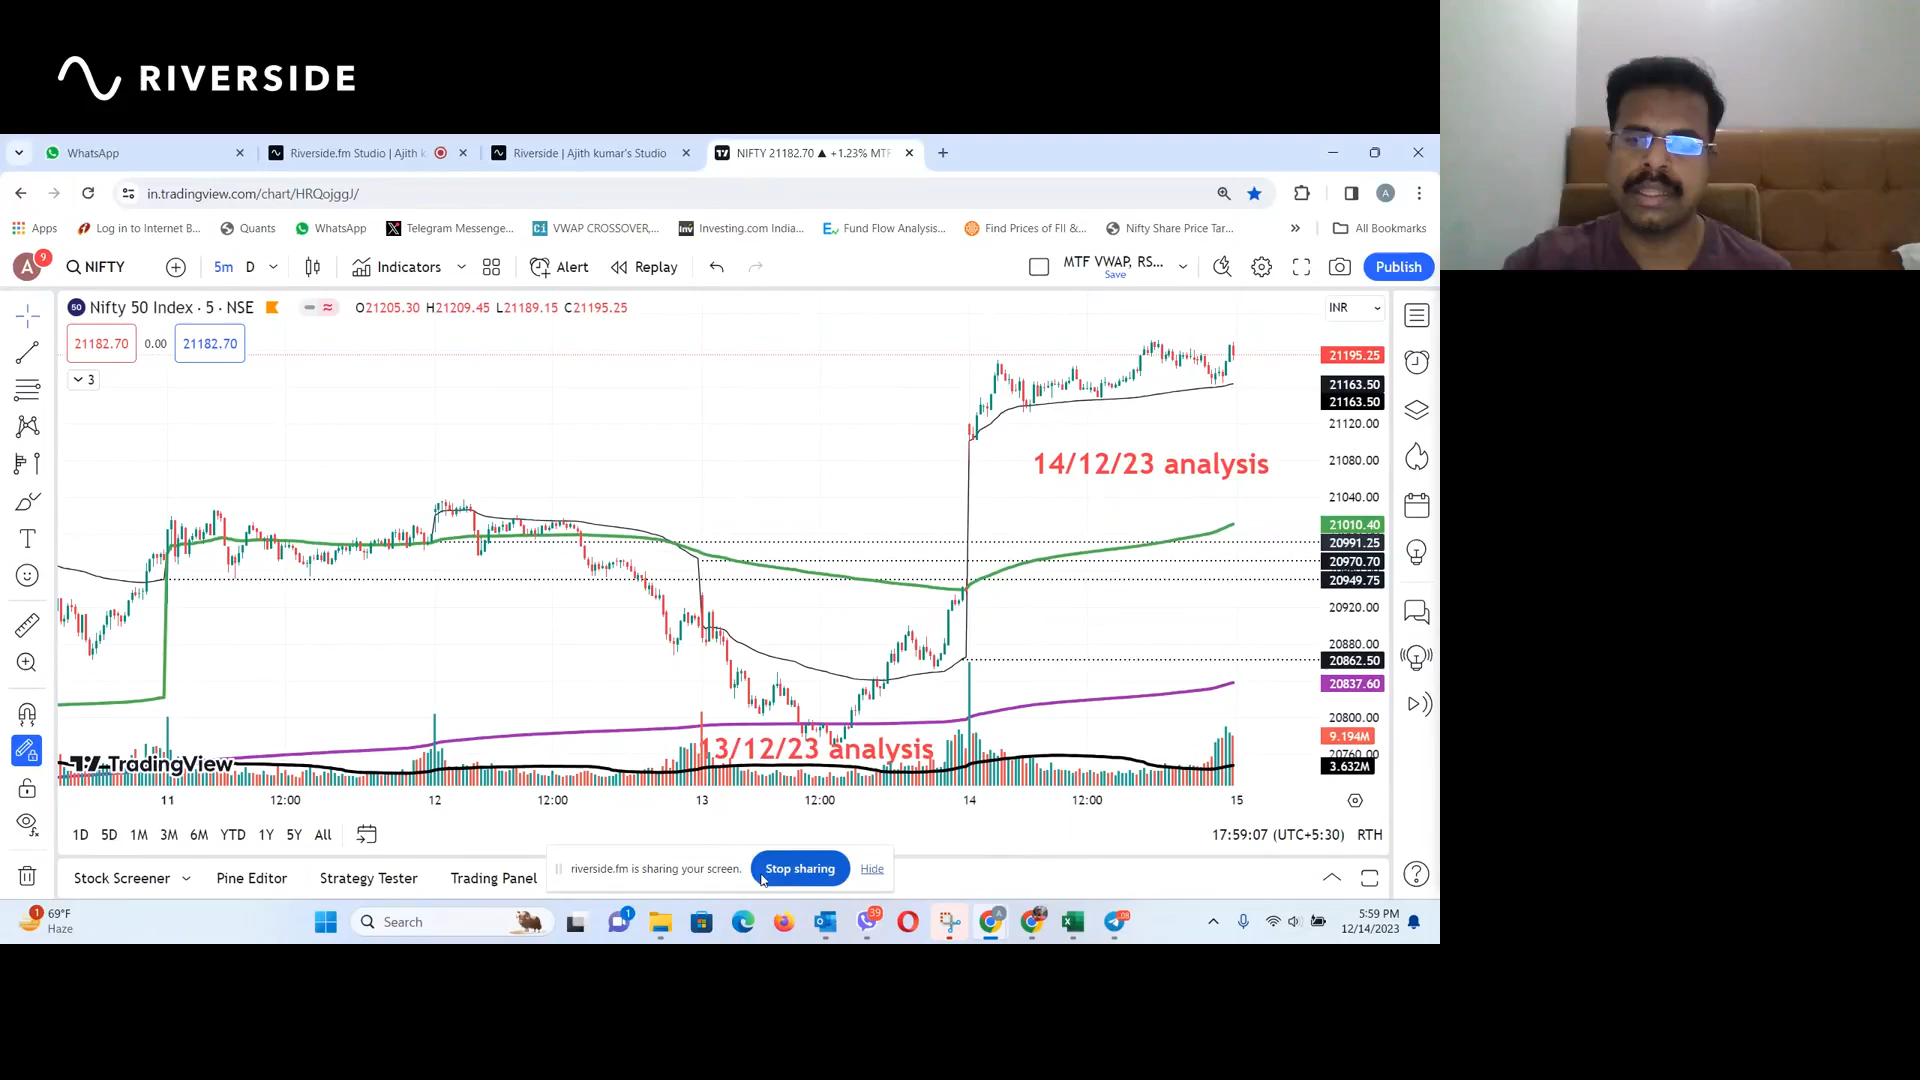 RIVERSIDE
WhatsApp
Riverside.fm Studio | Ajith k
Riverside | Ajith kumar's Studio
NIFTY 21182.70 ▲ +1.23% MTF
in.tradingview.com/chart/HRQojggJ/
Apps
Log in to Internet B...
Quants
WhatsApp
Telegram Messenge...
VWAP CROSSOVER,...
Investing.com India...
Fund Flow Analysis...
Find Prices of FII &...
Nifty Share Price Tar...
»
All Bookmarks
A 9 NIFTY 5m D Indicators Alert Replay
MTF VWAP, RS...
Save
Publish
50 Nifty 50 Index · 5 · NSE O21205.30 H21209.45 L21189.15 C21195.25
INR
21182.70 0.00 21182.70
3
21195.25
21163.50
21163.50
21120.00
21080.00
21040.00
21010.40
20991.25
20970.70
20949.75
20920.00
20880.00
20862.50
20837.60
20800.00
9.194M
20760.00
3.632M
14/12/23 analysis
13/12/23 analysis
TradingView
11 12:00 12 12:00 13 12:00 14 12:00 15
1D 5D 1M 3M 6M YTD 1Y 5Y All
17:59:07 (UTC+5:30) RTH
Stock Screener Pine Editor Strategy Tester Trading Panel
riverside.fm is sharing your screen. Stop sharing Hide
1 69°F
Haze
Search
1
39
5:59 PM
12/14/2023